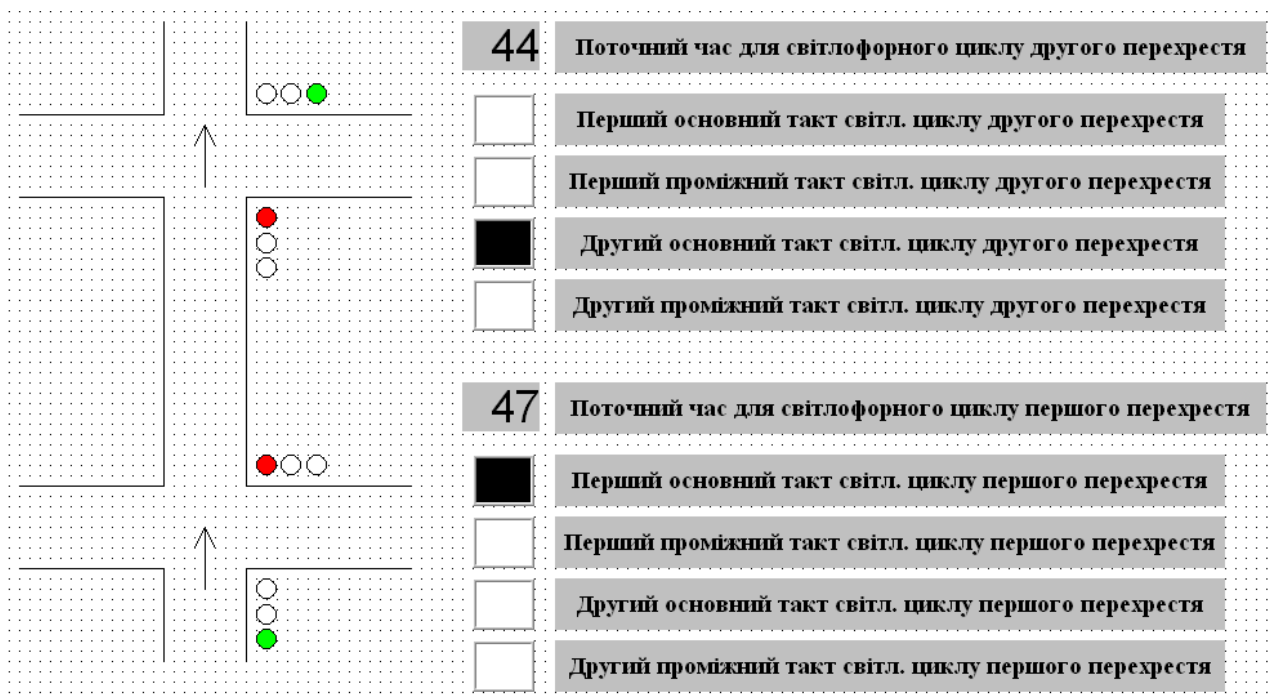 44 Поточний час для світлофорного циклу другого перехрестя
Перший основний такт світл. циклу другого перехрестя
Перший проміжний такт світл. циклу другого перехрестя
Другий основний такт світл. циклу другого перехрестя
Другий проміжний такт світл. циклу другого перехрестя
47 Поточний час для світлофорного циклу першого перехрестя
Перший основний такт світл. циклу першого перехрестя
Перший проміжний такт світл. циклу першого перехрестя
Другий основний такт світл. циклу першого перехрестя
Другий проміжний такт світл. циклу першого перехрестя